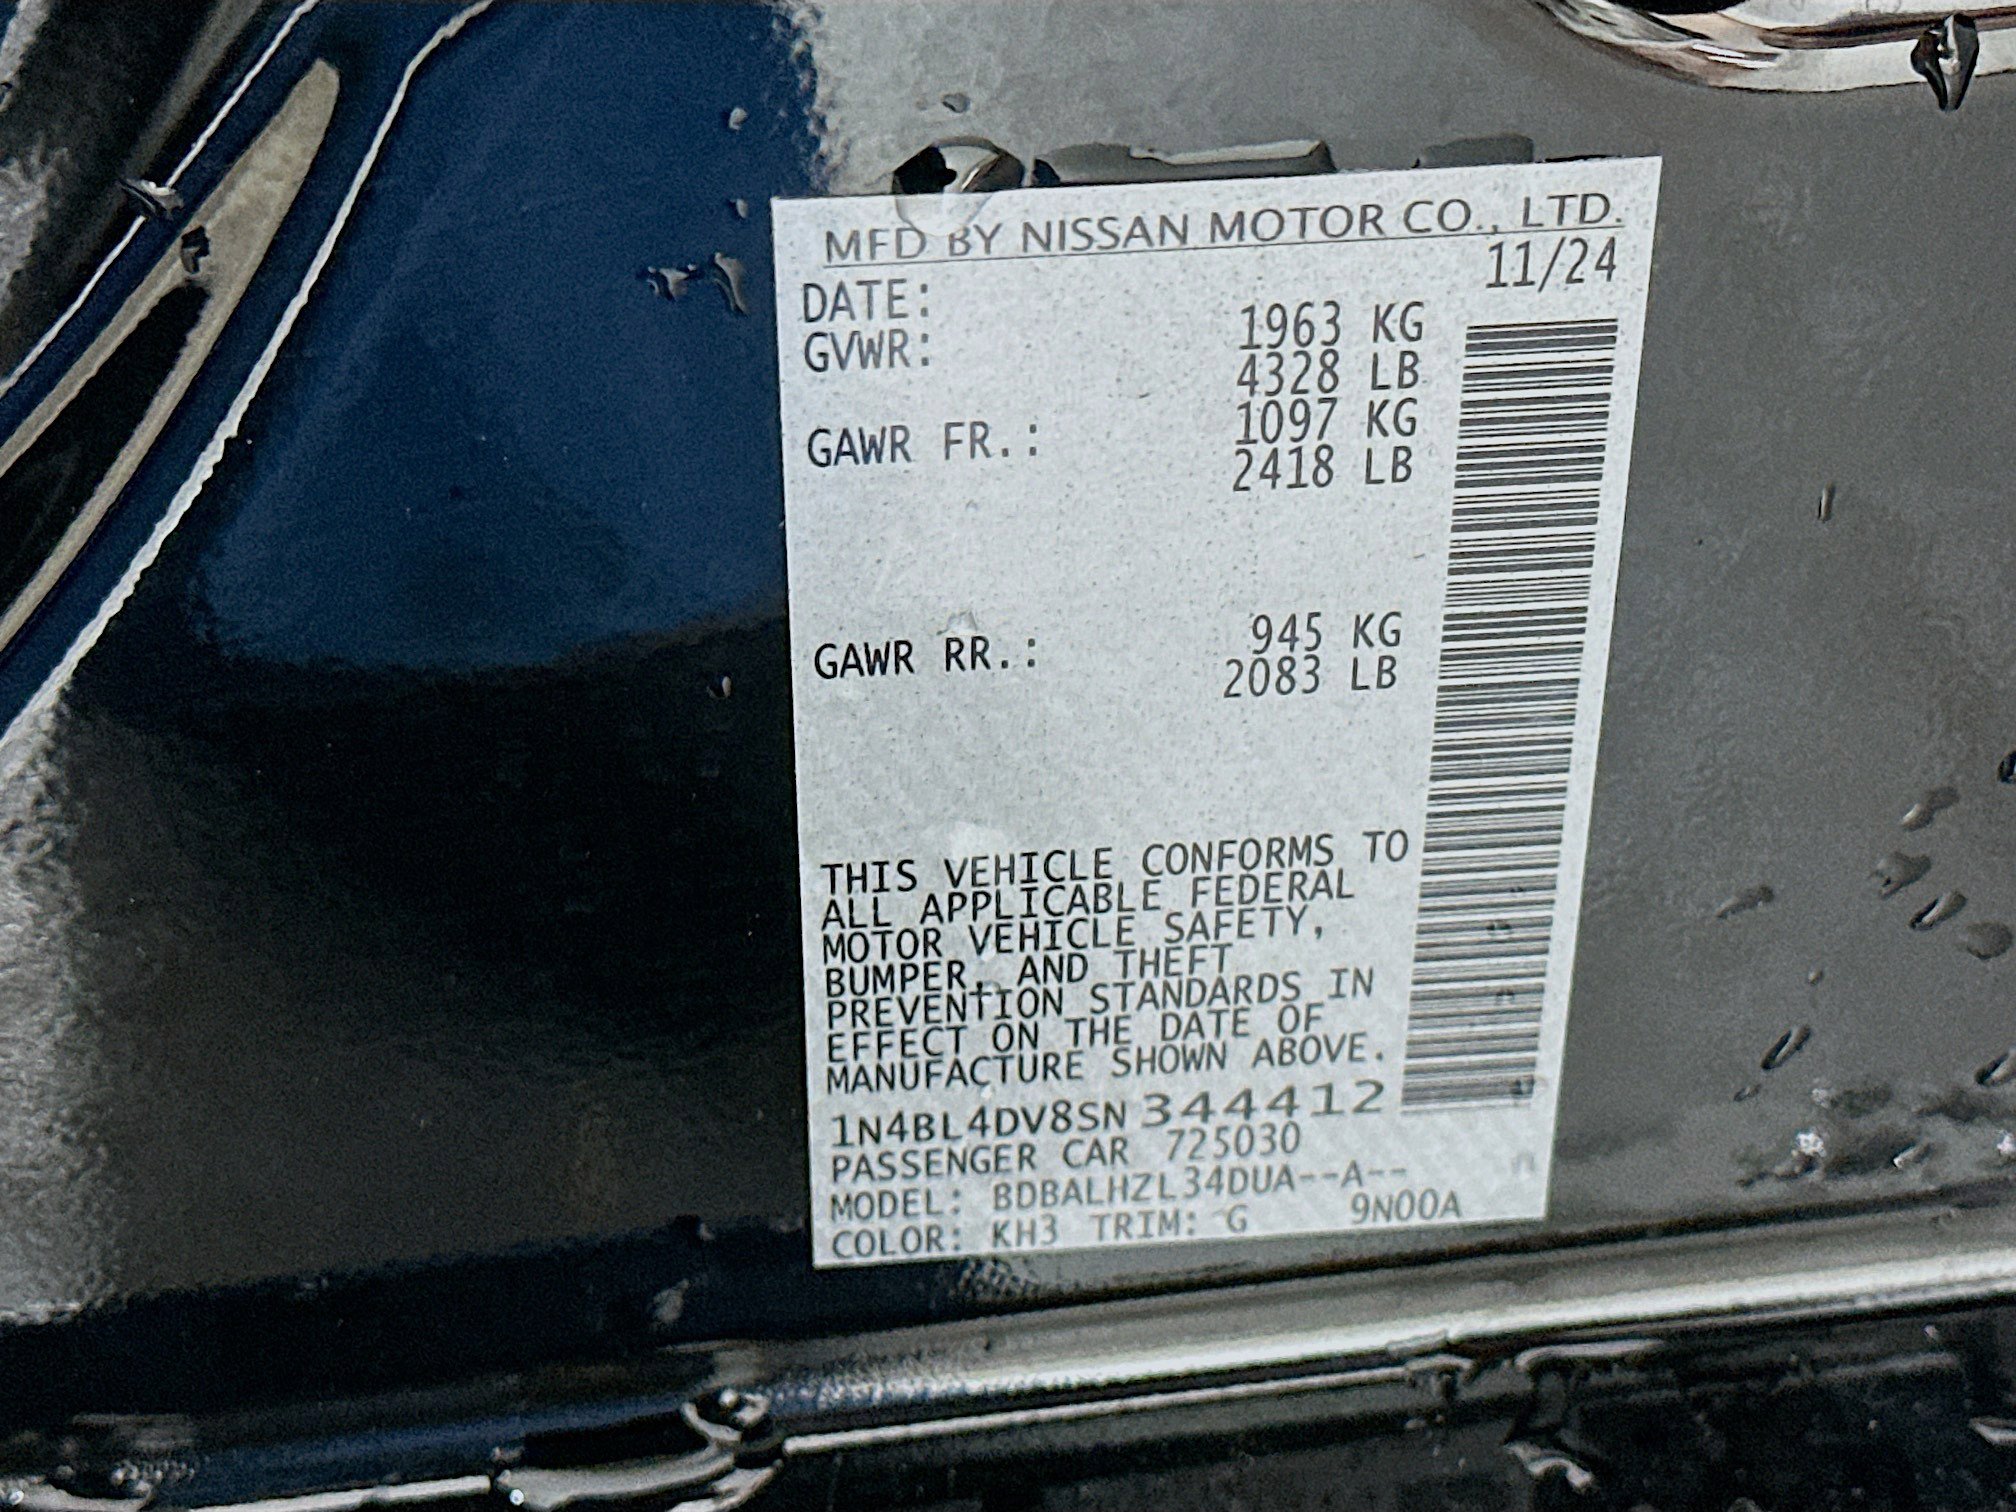 MFD BY NISSAN MOTOR CO., LTD.
DATE: 11/24
GVWR: 1963 KG
4328 LB
GAWR FR.: 1097 KG
2418 LB
GAWR RR.: 945 KG
2083 LB
THIS VEHICLE CONFORMS TO
ALL APPLICABLE FEDERAL
MOTOR VEHICLE SAFETY,
BUMPER, AND THEFT
PREVENTION STANDARDS IN
EFFECT ON THE DATE OF
MANUFACTURE SHOWN ABOVE.
1N4BL4DV8SN344412
PASSENGER CAR 725030
MODEL: BDBALHZL34DUA--A--
COLOR: KH3 TRIM: G 9N00A